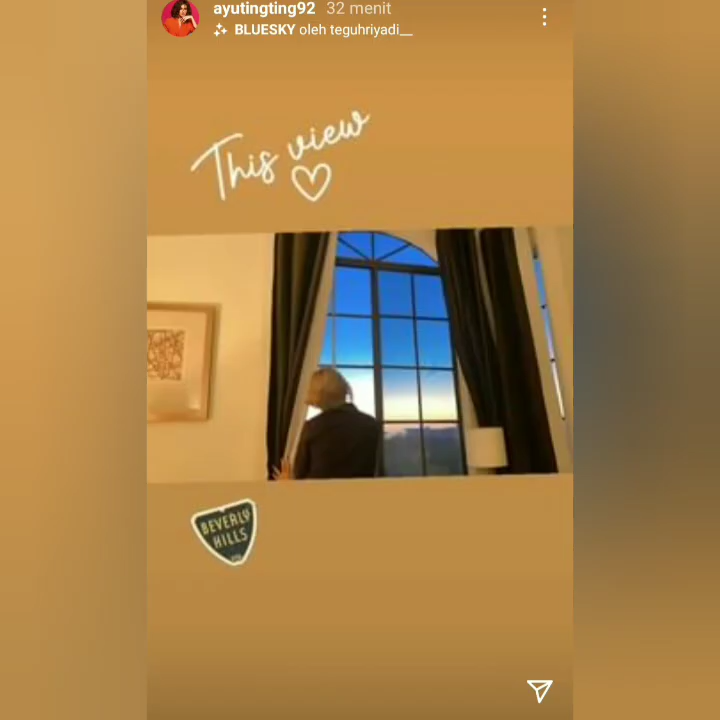 ayutingting92 32 menit
BLUESKY oleh teguhriyadi__
This view
BEVERLY
HILLS